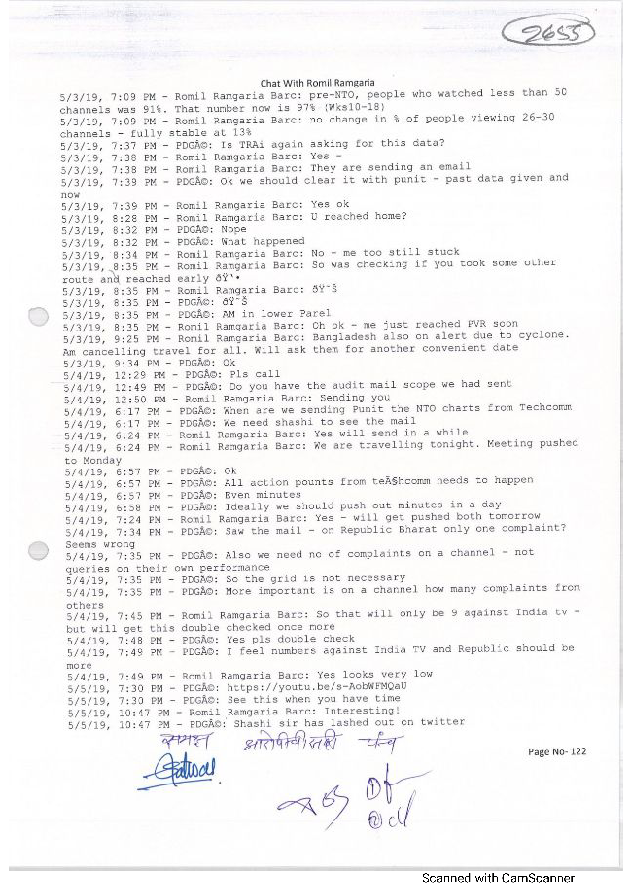 2655
Chat With Romil Ramgaria
5/3/19, 7:09 PM - Romil Ramgaria Barc: pre-NTO, people who watched less than 50
channels was 91%. That number now is 97% (Wks10-18)
5/3/19, 7:09 PM - Romil Ramgaria Barc: no change in % of people viewing 26-30
channels - fully stable at 13%
5/3/19, 7:37 PM - PDGÂ©: Is TRAi again asking for this data?
5/3/19, 7:38 PM - Romil Ramgaria Barc: Yes -
5/3/19, 7:38 PM - Romil Ramgaria Barc: They are sending an email
5/3/19, 7:39 PM - PDGÂ©: Ok we should clear it with punit - past data given and
now
5/3/19, 7:39 PM - Romil Ramgaria Barc: Yes ok
5/3/19, 8:28 PM - Romil Ramgaria Barc: U reached home?
5/3/19, 8:32 PM - PDGÂ©: Nope
5/3/19, 8:32 PM - PDGÂ©: What happened
5/3/19, 8:34 PM - Romil Ramgaria Barc: No - me too still stuck
5/3/19, 8:35 PM - Romil Ramgaria Barc: So was checking if you took some other
route and reached early ðŸ'•
5/3/19, 8:35 PM - Romil Ramgaria Barc: ðŸ˜Š
5/3/19, 8:35 PM - PDGÂ©: ðŸ˜Š
5/3/19, 8:35 PM - PDGÂ©: AM in lower Parel
5/3/19, 8:35 PM - Romil Ramgaria Barc: Oh ok - me just reached PVR soon
5/3/19, 9:25 PM - Romil Ramgaria Barc: Bangladesh also on alert due to cyclone.
Am cancelling travel for all. Will ask them for another convenient date
5/3/19, 9:34 PM - PDGÂ©: Ok
5/4/19, 12:29 PM - PDGÂ©: Pls call
5/4/19, 12:49 PM - PDGÂ©: Do you have the audit mail scope we had sent
5/4/19, 12:50 PM - Romil Ramgaria Barc: Sending you
5/4/19, 6:17 PM - PDGÂ©: When are we sending Punit the NTO charts from Techcomm
5/4/19, 6:17 PM - PDGÂ©: We need shashi to see the mail
5/4/19, 6:24 PM - Romil Ramgaria Barc: Yes will send in a while
5/4/19, 6:24 PM - Romil Ramgaria Barc: We are travelling tonight. Meeting pushed
to Monday
5/4/19, 6:57 PM - PDGÂ©: Ok
5/4/19, 6:57 PM - PDGÂ©: All action pounts from teÃ§hcomm needs to happen
5/4/19, 6:57 PM - PDGÂ©: Even minutes
5/4/19, 6:58 PM - PDGÂ©: Ideally we should push out minutes in a day
5/4/19, 7:24 PM - Romil Ramgaria Barc: Yes - will get pushed both tomorrow
5/4/19, 7:34 PM - PDGÂ©: Saw the mail - on Republic Bharat only one complaint?
Seems wrong
5/4/19, 7:35 PM - PDGÂ©: Also we need no of complaints on a channel - not
queries on their own performance
5/4/19, 7:35 PM - PDGÂ©: So the grid is not necessary
5/4/19, 7:35 PM - PDGÂ©: More important is on a channel how many complaints from
others
5/4/19, 7:45 PM - Romil Ramgaria Barc: So that will only be 9 against India tv -
but will get this double checked once more
5/4/19, 7:48 PM - PDGÂ©: Yes pls double check
5/4/19, 7:49 PM - PDGÂ©: I feel numbers against India TV and Republic should be
more
5/4/19, 7:49 PM - Romil Ramgaria Barc: Yes looks very low
5/5/19, 7:30 PM - PDGÂ©: https://youtu.be/s-AobWFMQaU
5/5/19, 7:30 PM - PDGÂ©: See this when you have time
5/5/19, 10:47 PM - Romil Ramgaria Barc: Interesting!
5/5/19, 10:47 PM - PDGÂ©: Shashi sir has lashed out on twitter
समक्ष आरोपीची सही पंच
Page No- 122
Scanned with CamScanner